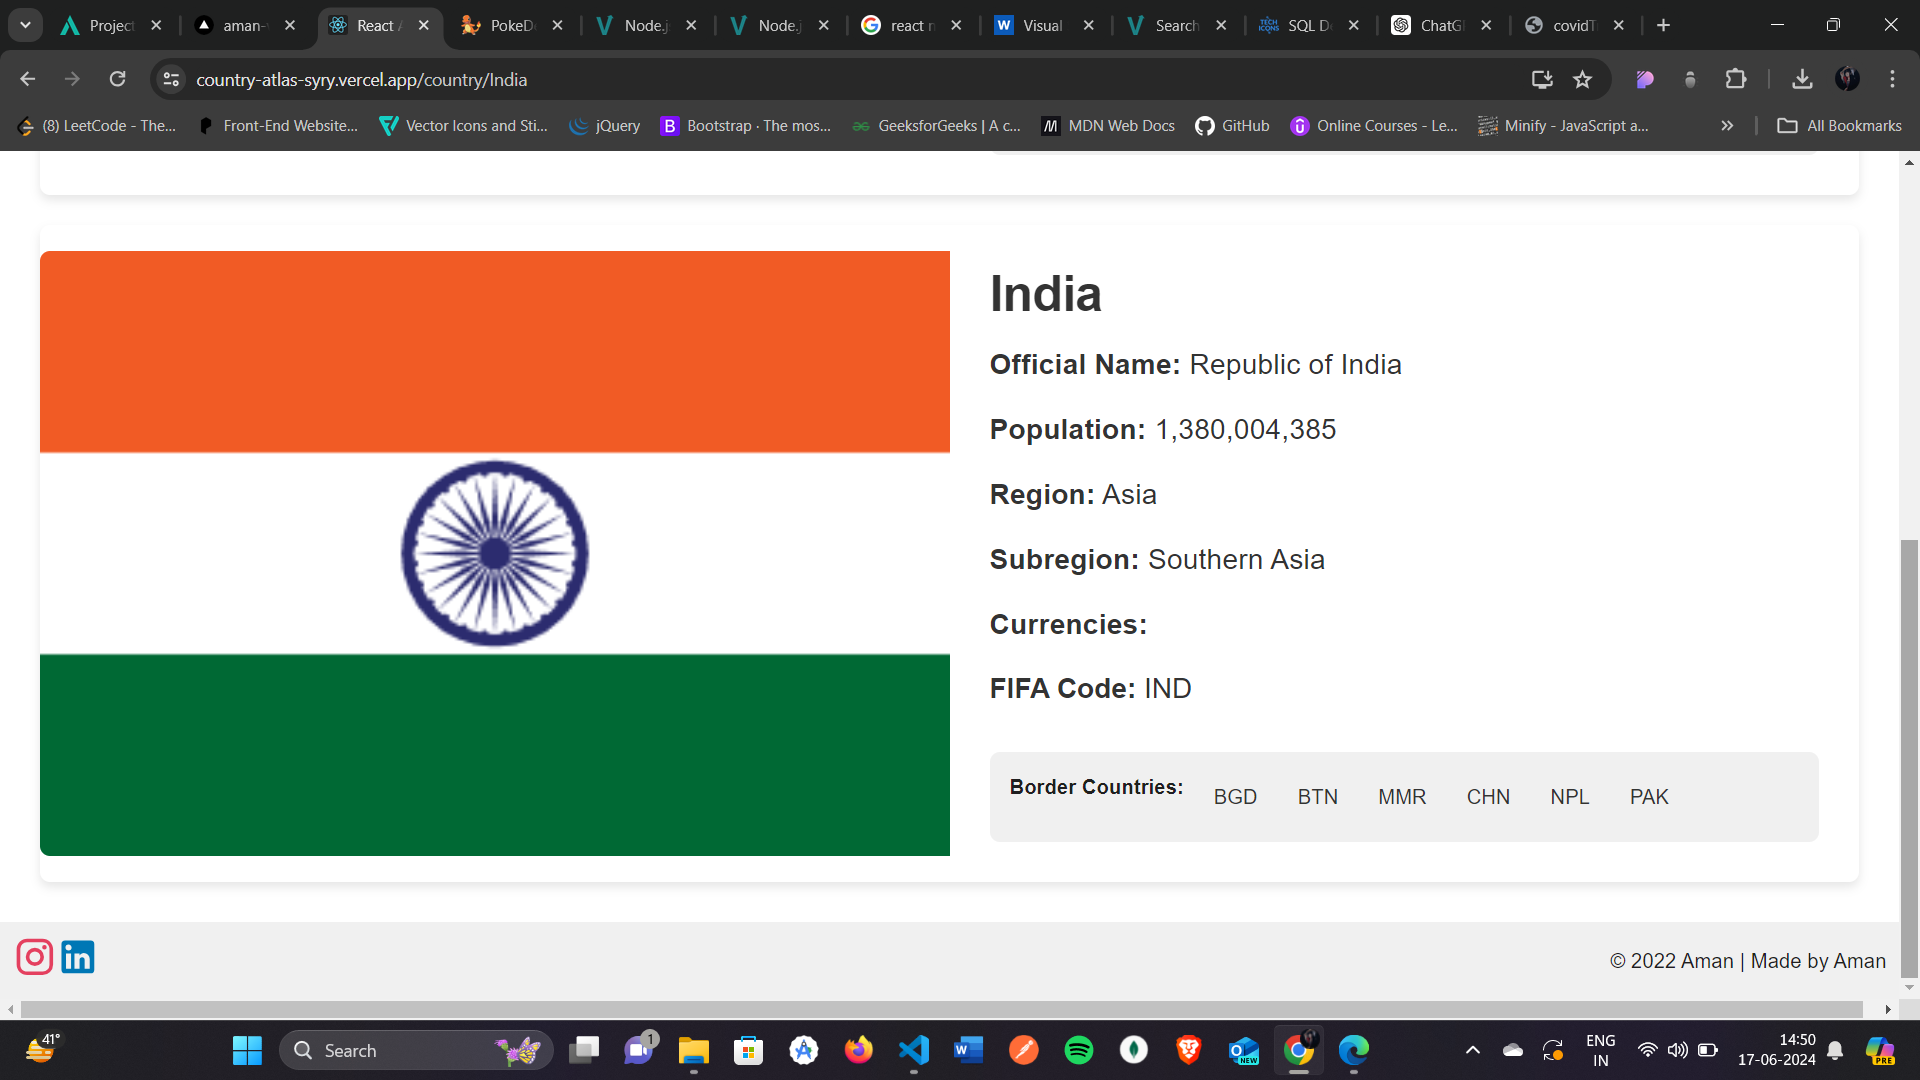 Project
aman-
React
PokeD
Node.j
Node.j
react n
Visual
Search
SQL D
ChatG
covidT
country-atlas-syry.vercel.app/country/India
(8) LeetCode - The...
Front-End Website...
Vector Icons and Sti...
jQuery
Bootstrap · The mos...
GeeksforGeeks | A c...
MDN Web Docs
GitHub
Online Courses - Le...
Minify - JavaScript a...
All Bookmarks
India
Official Name: Republic of India
Population: 1,380,004,385
Region: Asia
Subregion: Southern Asia
Currencies:
FIFA Code: IND
Border Countries: BGD BTN MMR CHN NPL PAK
© 2022 Aman | Made by Aman
41°
Search
1
NEW
ENG
IN
14:50
17-06-2024
PRE